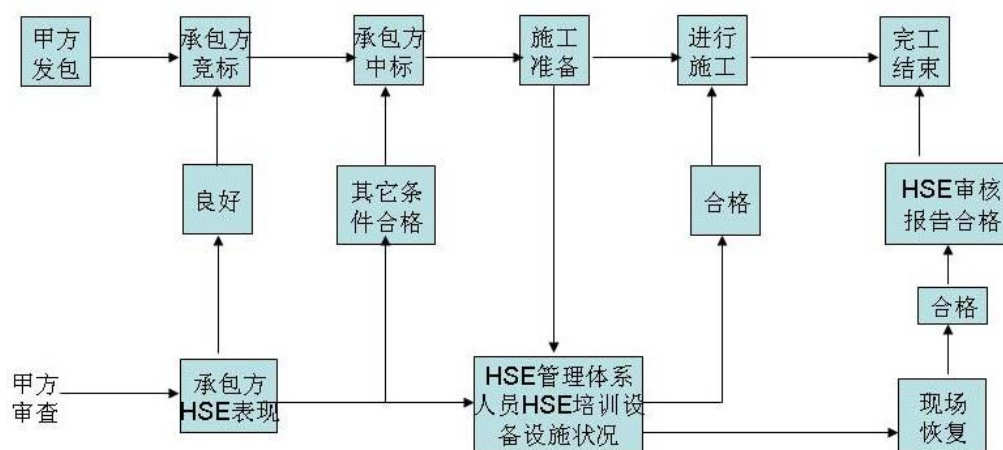 甲方
发包
承包方
竞标
承包方
中标
施工
准备
进行
施工
完工
结束
良好
其它条
件合格
合格
HSE审核
报告合格
合格
甲方
审查
承包方
HSE表现
HSE管理体系
人员HSE培训设
备设施状况
现场
恢复